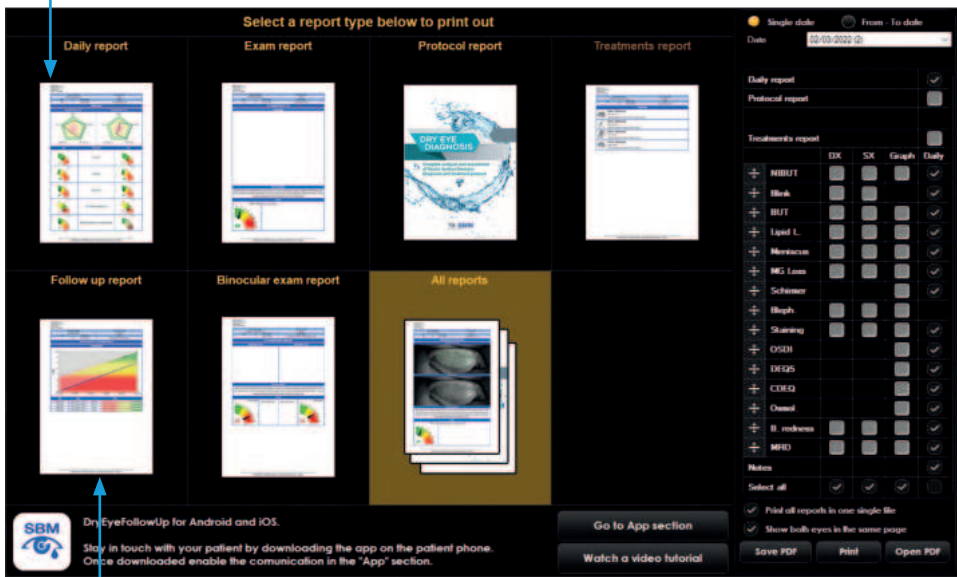 Select a report type below to print out
Daily report
Exam report
Protocol report
Treatments report
DRY EYE
DIAGNOSIS
SBM
Follow up report
Binocular exam report
All reports
SBM
DryEyeFollowUp for Android and iOS.
Stay in touch with your patient by downloading the app on the patient phone.
Once downloaded enable the comunication in the "App" section.
Go to App section
Watch a video tutorial
Single date
From - To date
Date
02/03/2022 (2)
Daily report
Protocol report
Treatments report
DX SX Graph Daily
NIBUT
Blink
BUT
Lipid L.
Meniscus
MG Loss
Schirmer
Bleph.
Staining
OSDI
DEQS
CDEQ
Osmol
B. redness
MRD
Notes
Select all
Print all reports in one single file
Show both eyes in the same page
Save PDF
Print
Open PDF